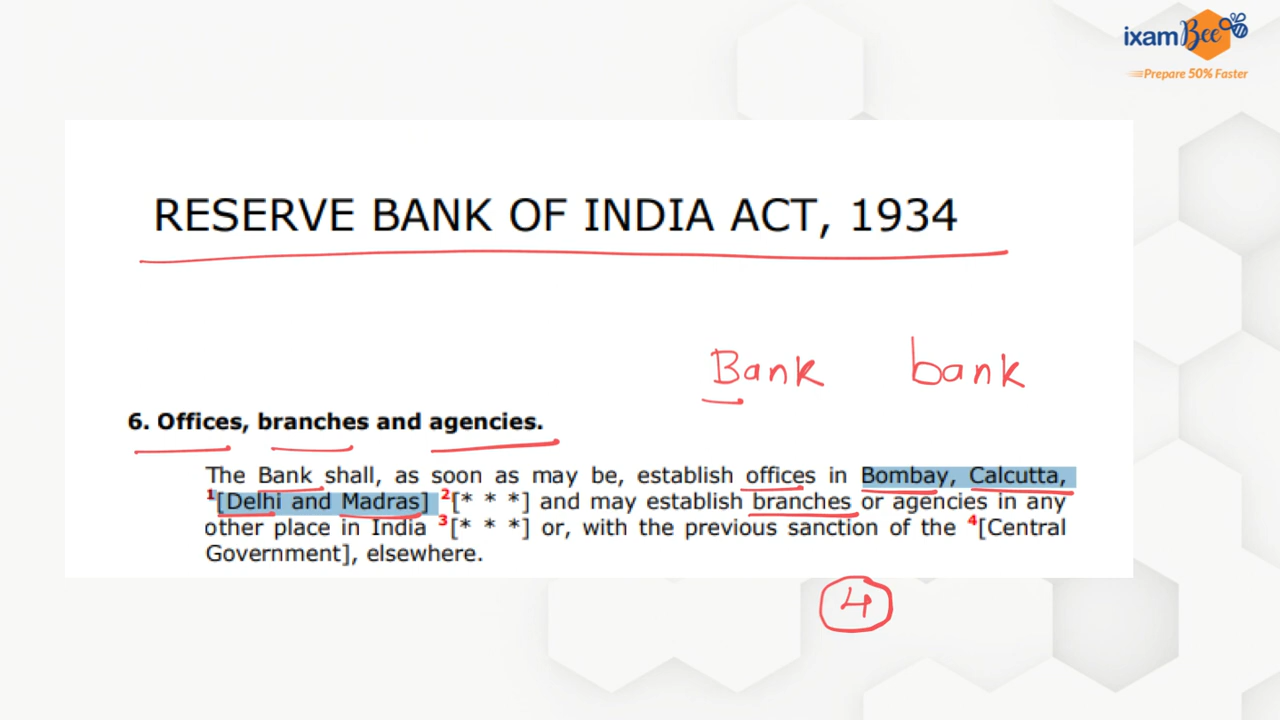 ixamBee
Prepare 50% Faster
RESERVE BANK OF INDIA ACT, 1934
Bank bank
6. Offices, branches and agencies.
The Bank shall, as soon as may be, establish offices in Bombay, Calcutta,
1[Delhi and Madras] 2[* * *] and may establish branches or agencies in any
other place in India 3[* * *] or, with the previous sanction of the 4[Central
Government], elsewhere.
4